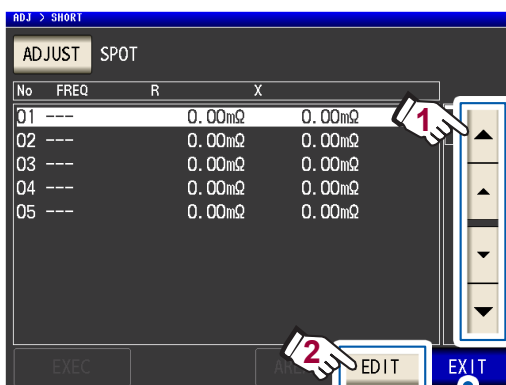 ADJ > SHORT
ADJUST SPOT
No FREQ R X
01 --- 0.00mΩ 0.00mΩ
02 --- 0.00mΩ 0.00mΩ
03 --- 0.00mΩ 0.00mΩ
04 --- 0.00mΩ 0.00mΩ
05 --- 0.00mΩ 0.00mΩ
1
2
EXEC EDIT EXIT